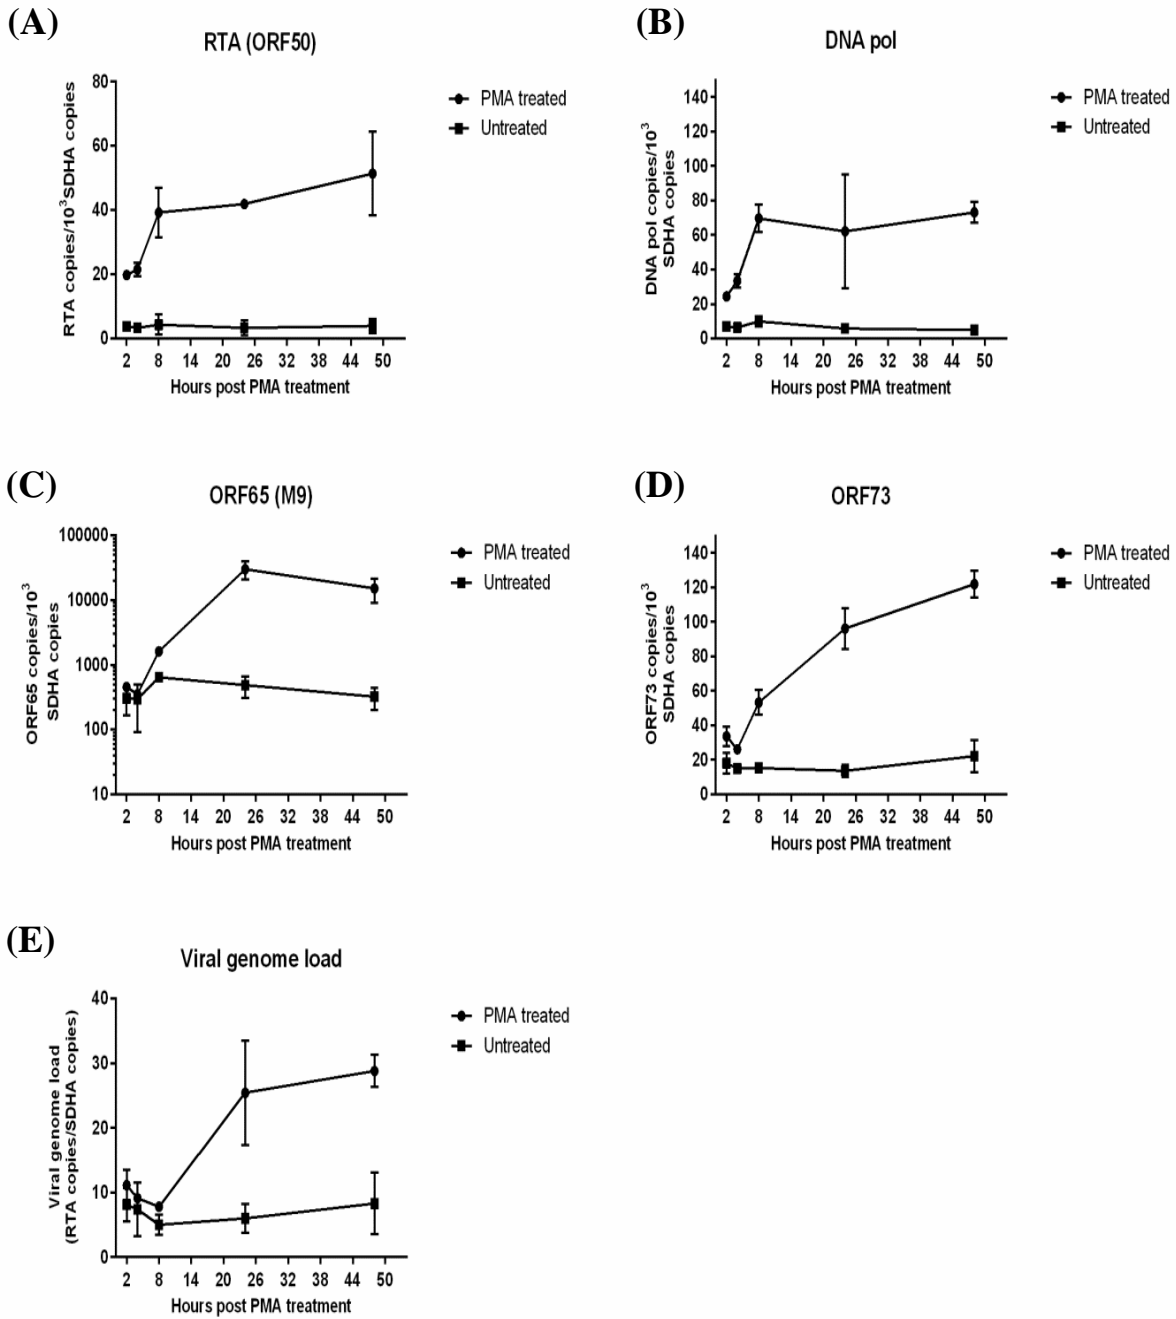 (A)
RTA (ORF50)
RTA copies/10³SDHA copies
80
60
40
20
0
2 8 14 20 26 32 38 44 50
Hours post PMA treatment
PMA treated
Untreated
(B)
DNA pol
DNA pol copies/10³
SDHA copies
140
120
100
80
60
40
20
0
2 8 14 20 26 32 38 44 50
Hours post PMA treatment
PMA treated
Untreated
(C)
ORF65 (M9)
ORF65 copies/10³
SDHA copies
100000
10000
1000
100
10
2 8 14 20 26 32 38 44 50
Hours post PMA treatment
PMA treated
Untreated
(D)
ORF73
ORF73 copies/10³
SDHA copies
140
120
100
80
60
40
20
0
2 8 14 20 26 32 38 44 50
Hours post PMA treatment
PMA treated
Untreated
(E)
Viral genome load
Viral genome load
(RTA copies/SDHA copies)
40
30
20
10
0
2 8 14 20 26 32 38 44 50
Hours post PMA treatment
PMA treated
Untreated